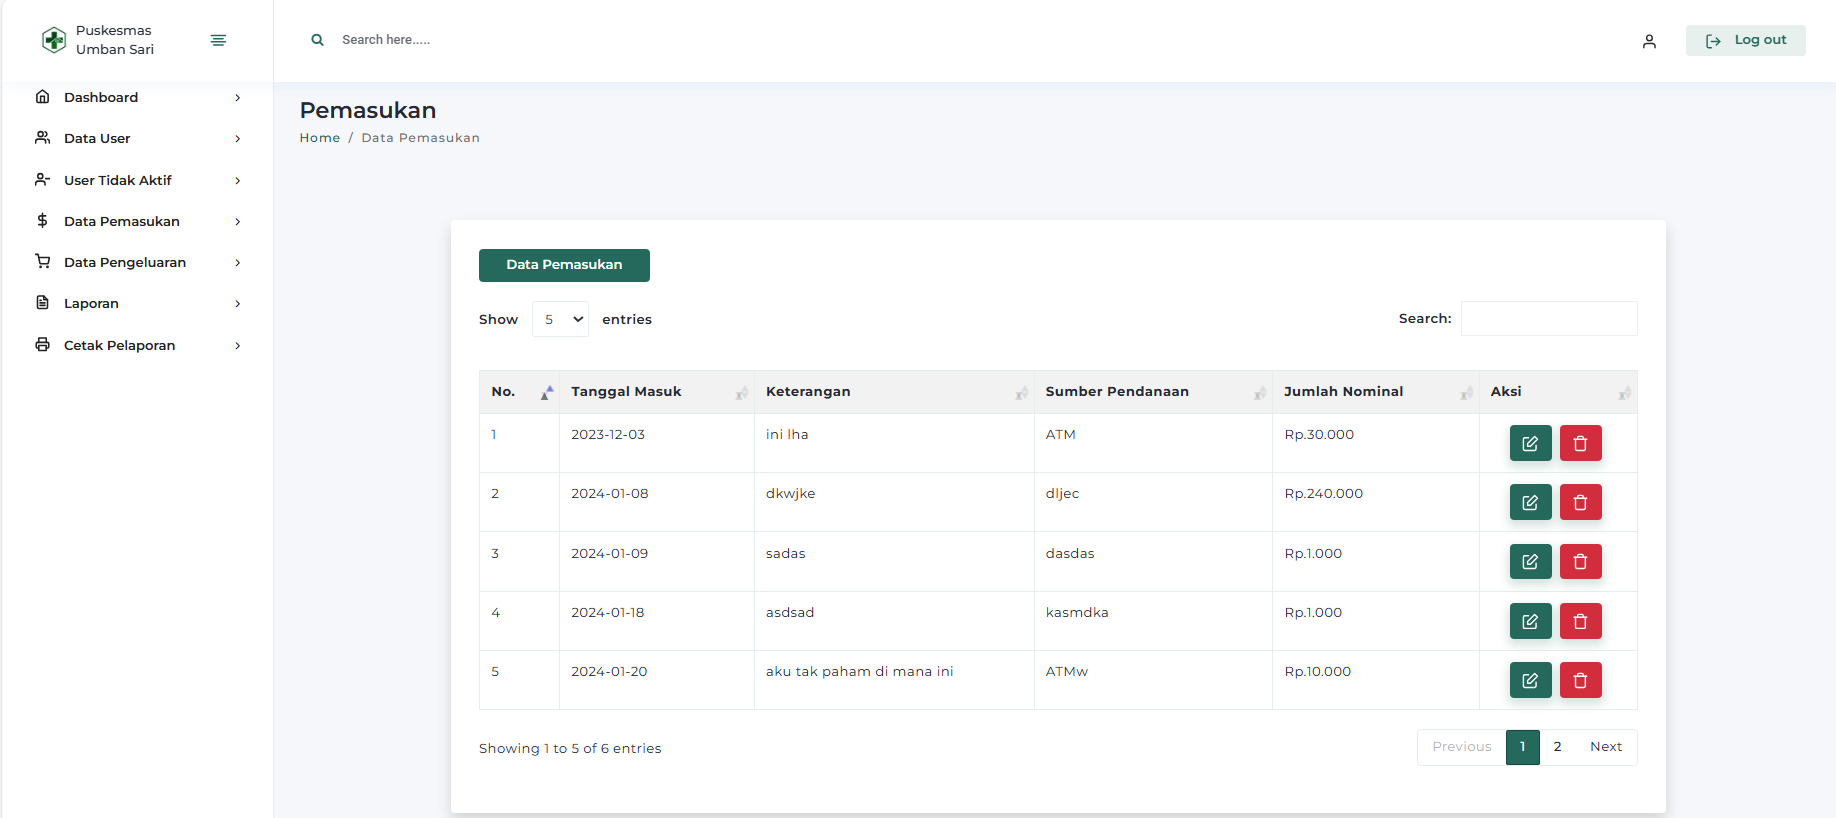 Puskesmas
Umban Sari
Search here.....
Log out
Dashboard
Data User
User Tidak Aktif
Data Pemasukan
Data Pengeluaran
Laporan
Cetak Pelaporan
Pemasukan
Home / Data Pemasukan
Data Pemasukan
Show 5 entries
Search:
No. Tanggal Masuk Keterangan Sumber Pendanaan Jumlah Nominal Aksi
1 2023-12-03 ini lha ATM Rp.30.000
2 2024-01-08 dkwjke dljec Rp.240.000
3 2024-01-09 sadas dasdas Rp.1.000
4 2024-01-18 asdsad kasmdka Rp.1.000
5 2024-01-20 aku tak paham di mana ini ATMw Rp.10.000
Showing 1 to 5 of 6 entries
Previous 1 2 Next